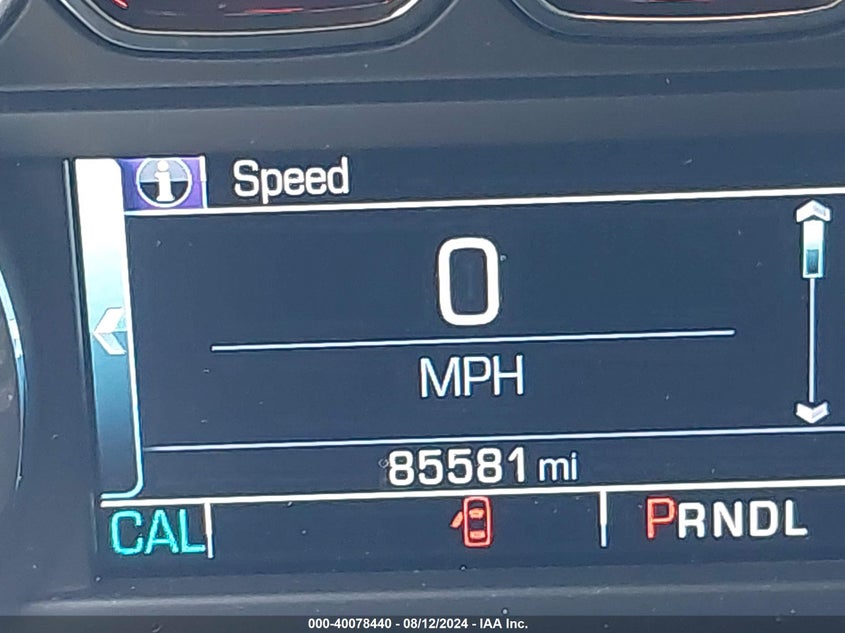 Speed
0
MPH
85581 mi
CAL
PRNDL
000-40078440 - 08/12/2024 - IAA Inc.